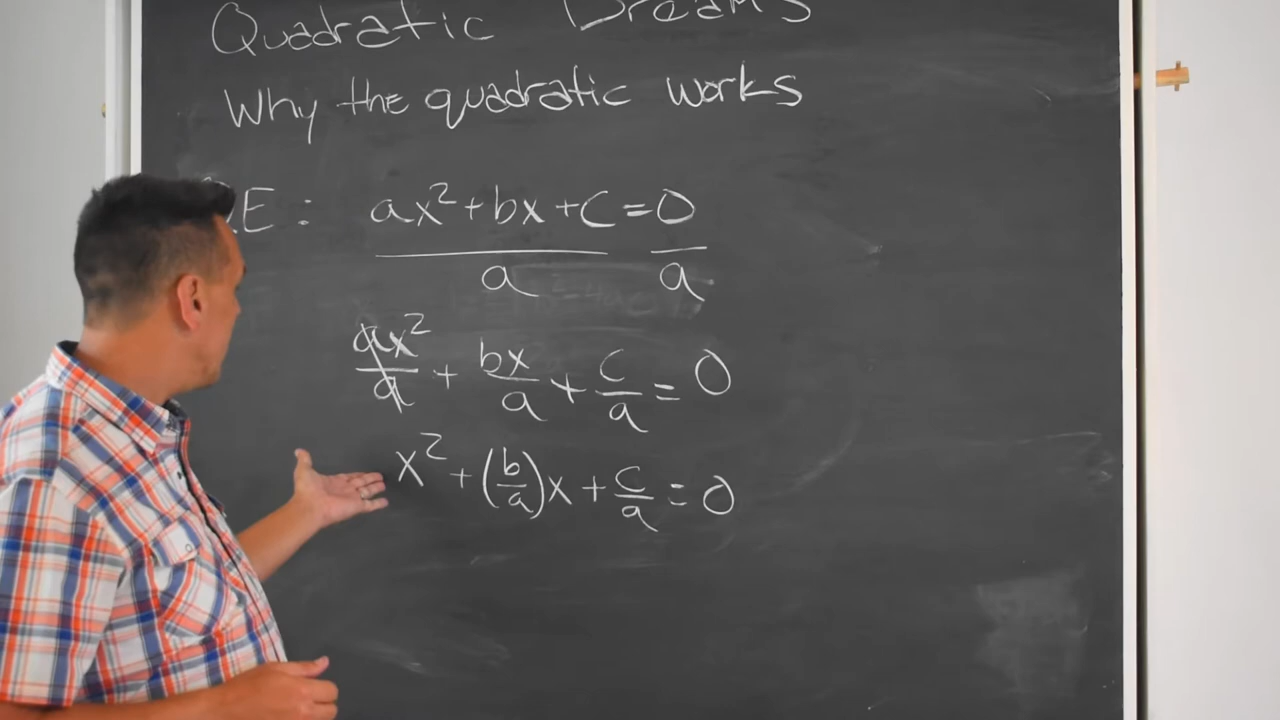 Quadratic Dreams
Why the quadratic works
E: ax²+bx+c=0
a a
ax²/a + bx/a + c/a = 0
x² + (b/a)x + c/a = 0